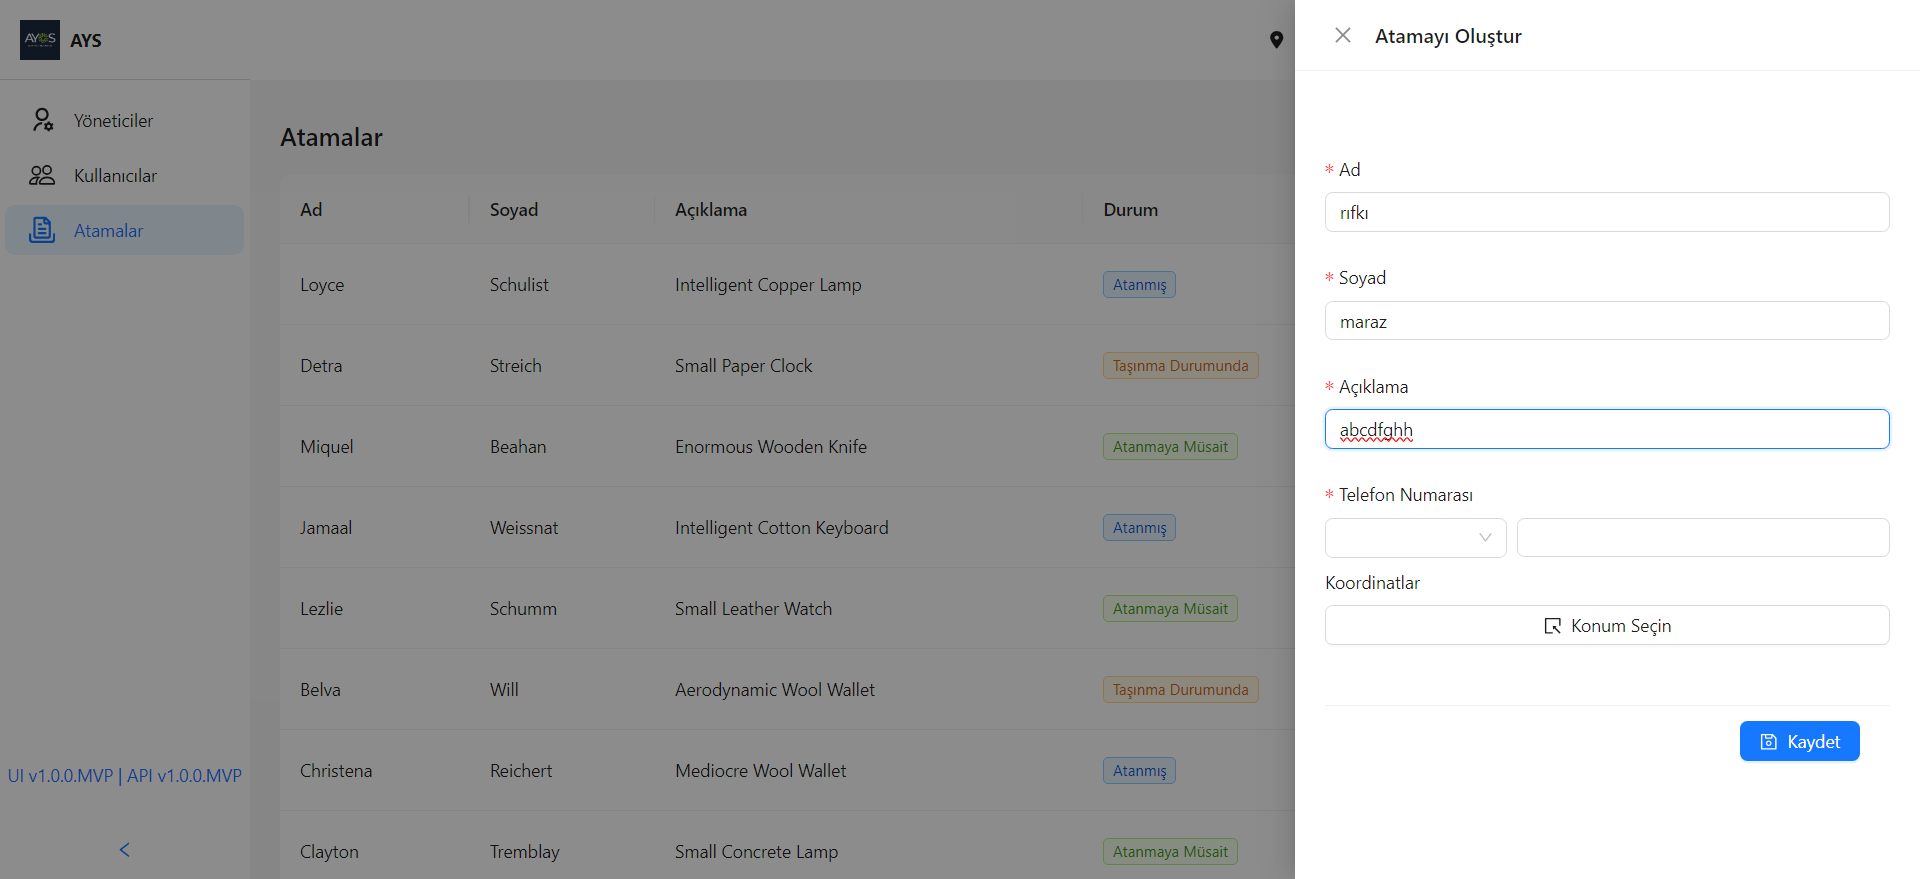 AYS
AYS
Yöneticiler
Kullanıcılar
Atamalar
UI v1.0.0.MVP | API v1.0.0.MVP
Atamalar
Ad Soyad Açıklama Durum
Loyce Schulist Intelligent Copper Lamp Atanmış
Detra Streich Small Paper Clock Taşınma Durumunda
Miquel Beahan Enormous Wooden Knife Atanmaya Müsait
Jamaal Weissnat Intelligent Cotton Keyboard Atanmış
Lezlie Schumm Small Leather Watch Atanmaya Müsait
Belva Will Aerodynamic Wool Wallet Taşınma Durumunda
Christena Reichert Mediocre Wool Wallet Atanmış
Clayton Tremblay Small Concrete Lamp Atanmaya Müsait
Atamayı Oluştur
* Ad
rıfkı
* Soyad
maraz
* Açıklama
abcdfghh
* Telefon Numarası
Koordinatlar
Konum Seçin
Kaydet